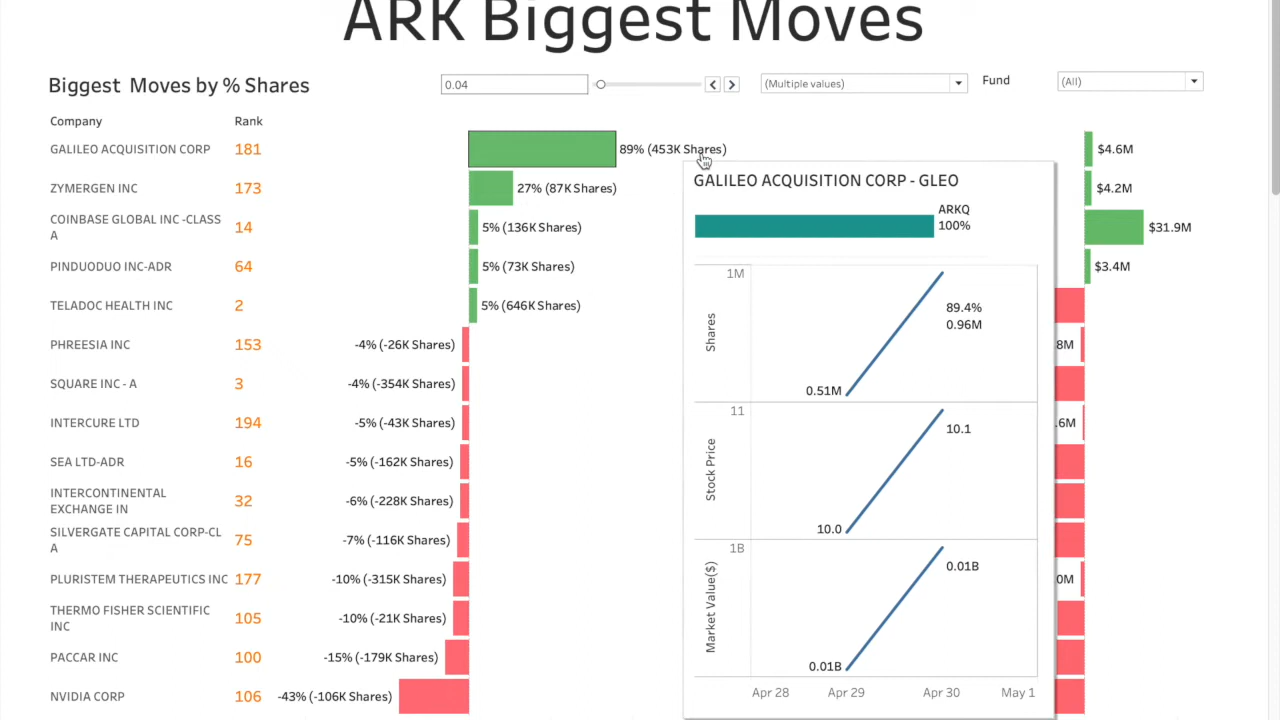 ARK Biggest Moves
Biggest Moves by % Shares
0.04
(Multiple values)
Fund
(All)
Company Rank
GALILEO ACQUISITION CORP 181 89% (453K Shares) $4.6M
ZYMERGEN INC 173 27% (87K Shares) $4.2M
COINBASE GLOBAL INC -CLASS
A 14 5% (136K Shares) $31.9M
PINDUODUO INC-ADR 64 5% (73K Shares) $3.4M
TELADOC HEALTH INC 2 5% (646K Shares)
PHREESIA INC 153 -4% (-26K Shares) 8M
SQUARE INC - A 3 -4% (-354K Shares)
INTERCURE LTD 194 -5% (-43K Shares) .6M
SEA LTD-ADR 16 -5% (-162K Shares)
INTERCONTINENTAL
EXCHANGE IN 32 -6% (-228K Shares)
SILVERGATE CAPITAL CORP-CL
A 75 -7% (-116K Shares)
PLURISTEM THERAPEUTICS INC 177 -10% (-315K Shares) 0M
THERMO FISHER SCIENTIFIC
INC 105 -10% (-21K Shares)
PACCAR INC 100 -15% (-179K Shares)
NVIDIA CORP 106 -43% (-106K Shares)
GALILEO ACQUISITION CORP - GLEO
ARKQ
100%
1M
Shares
89.4%
0.96M
0.51M
11
Stock Price
10.1
10.0
1B
Market Value($)
0.01B
0.01B
Apr 28 Apr 29 Apr 30 May 1